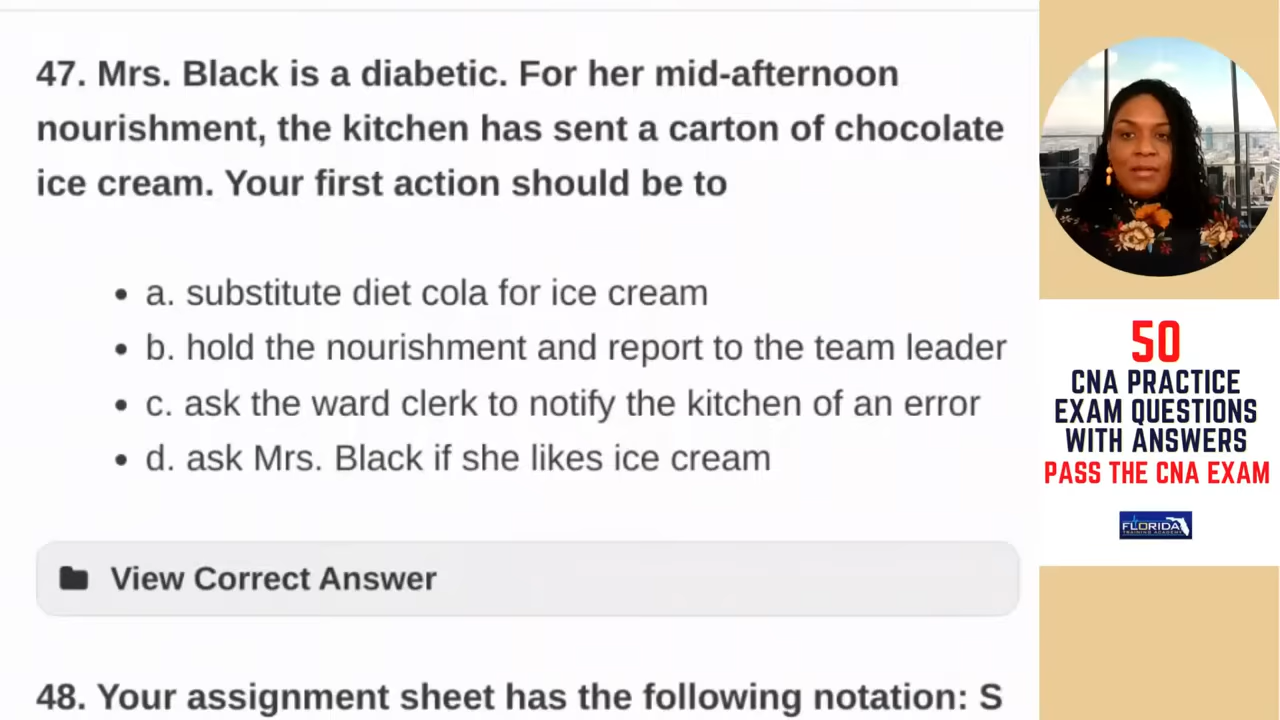 47. Mrs. Black is a diabetic. For her mid-afternoon
nourishment, the kitchen has sent a carton of chocolate
ice cream. Your first action should be to
• a. substitute diet cola for ice cream
• b. hold the nourishment and report to the team leader
• c. ask the ward clerk to notify the kitchen of an error
• d. ask Mrs. Black if she likes ice cream
View Correct Answer
48. Your assignment sheet has the following notation: S
50
CNA PRACTICE
EXAM QUESTIONS
WITH ANSWERS
PASS THE CNA EXAM
FLORIDA
TRAINING ACADEMY